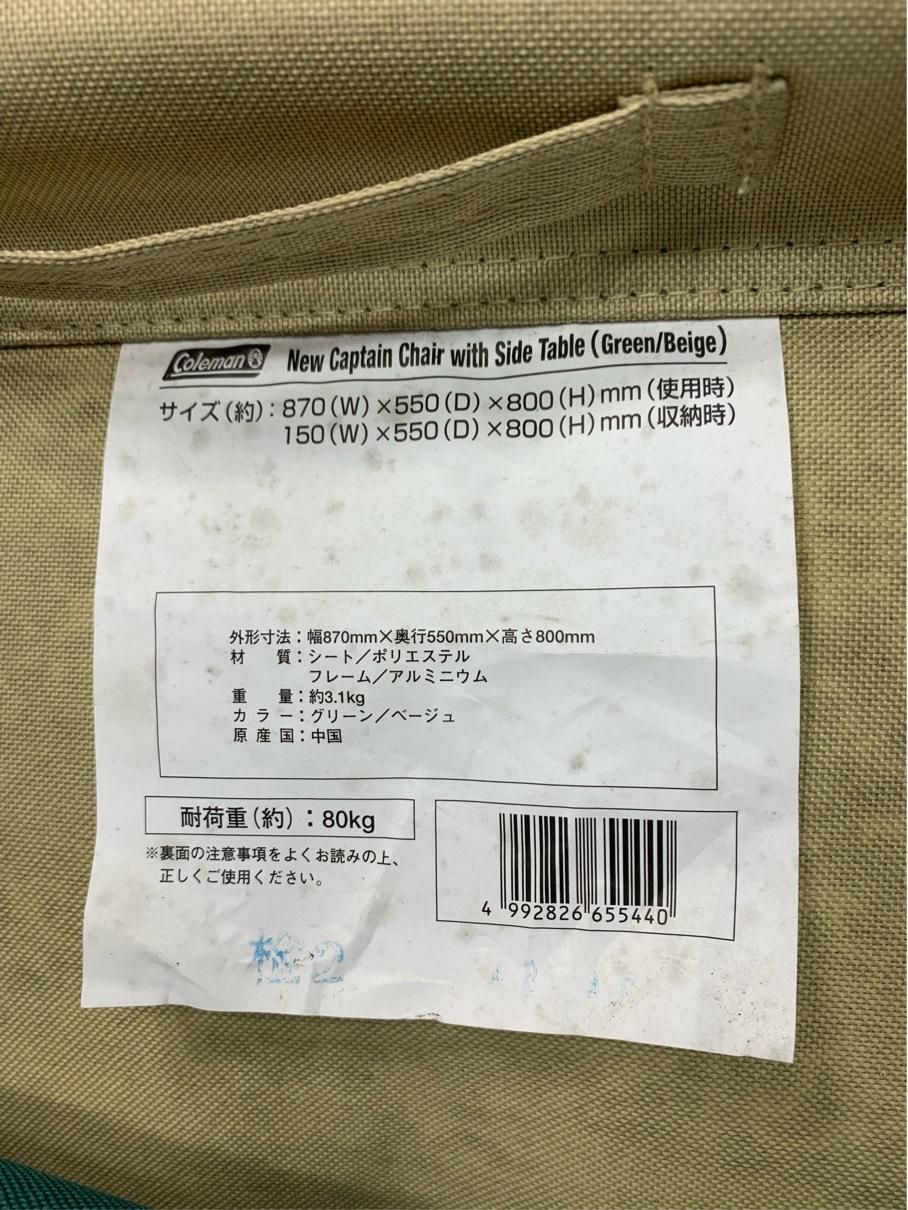 Coleman New Captain Chair with Side Table (Green/Beige)
サイズ(約):870(W)×550(D)×800(H)mm(使用時)
150(W)×550(D)×800(H)mm(収納時)
外形寸法:幅870mm×奥行550mm×高さ800mm
材 質:シート/ポリエステル
フレーム/アルミニウム
重 量:約3.1kg
カラー:グリーン/ベージュ
原産国:中国
耐荷重(約):80kg
※裏面の注意事項をよくお読みの上、
正しくご使用ください。
4 992826 655440
検2